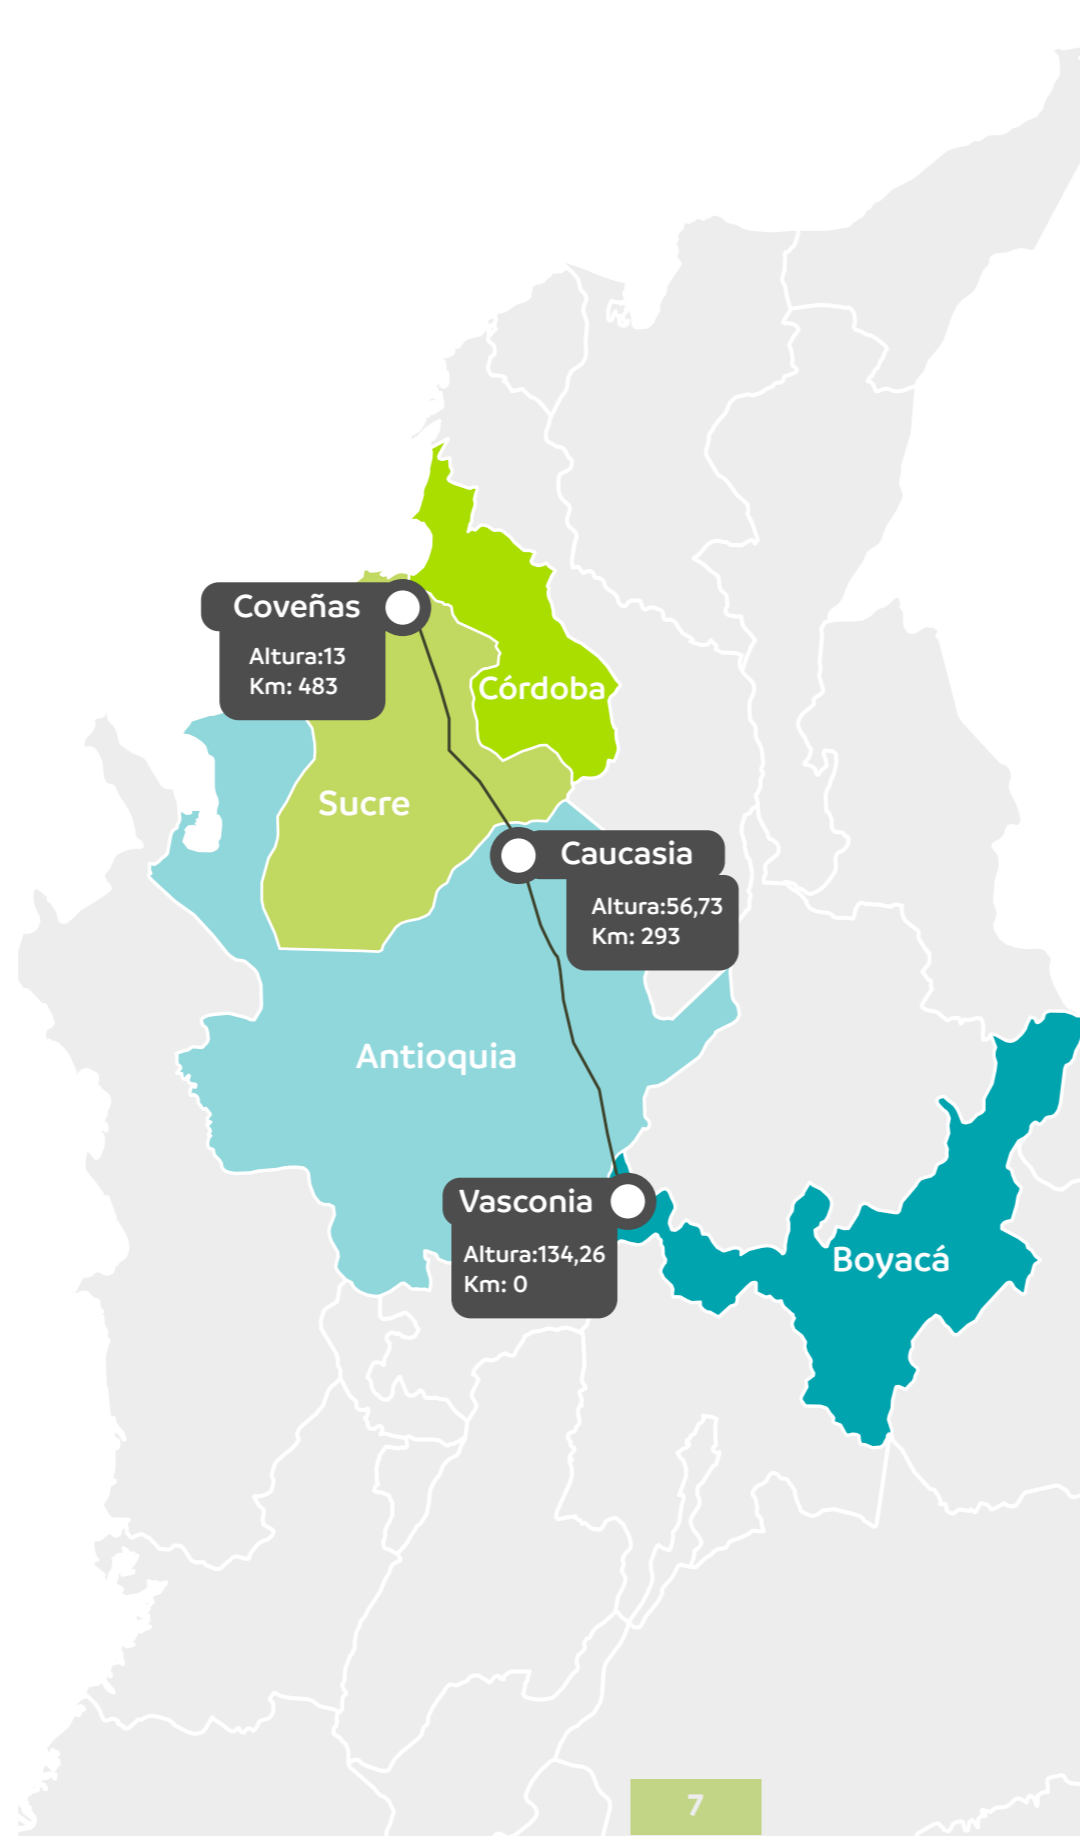 Coveñas
Altura:13
Km: 483
Córdoba
Sucre
Caucasia
Altura:56,73
Km: 293
Antioquia
Vasconia
Altura:134,26
Km: 0
Boyacá
7